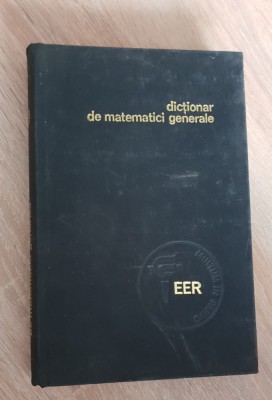 dicționar
de matematici generale
EER